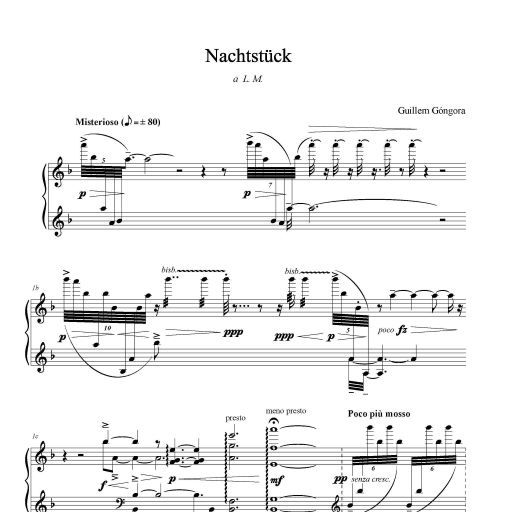 Nachtstück
a L. M.
Guillem Góngora
Misterioso (♪=±80)
5
p
7
p
1b
bisb.
bisb.
p
10
ppp
ppp
p
5
poco fz
1c
presto
meno presto
Poco più mosso
f
p
mf
pp
senza cresc.
6
6